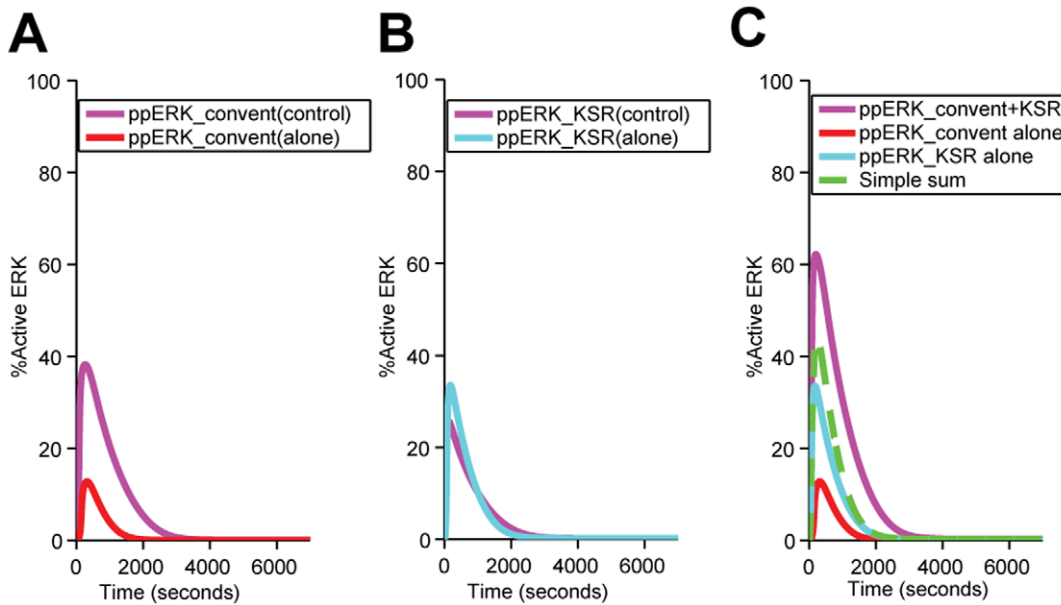 A
100
80
60
40
20
0
%Active ERK
ppERK_convent(control)
ppERK_convent(alone)
0 2000 4000 6000
Time (seconds)
B
100
80
60
40
20
0
%Active ERK
ppERK_KSR(control)
ppERK_KSR(alone)
0 2000 4000 6000
Time (seconds)
C
100
80
60
40
20
0
%Active ERK
ppERK_convent+KSR
ppERK_convent alone
ppERK_KSR alone
Simple sum
0 2000 4000 6000
Time (seconds)